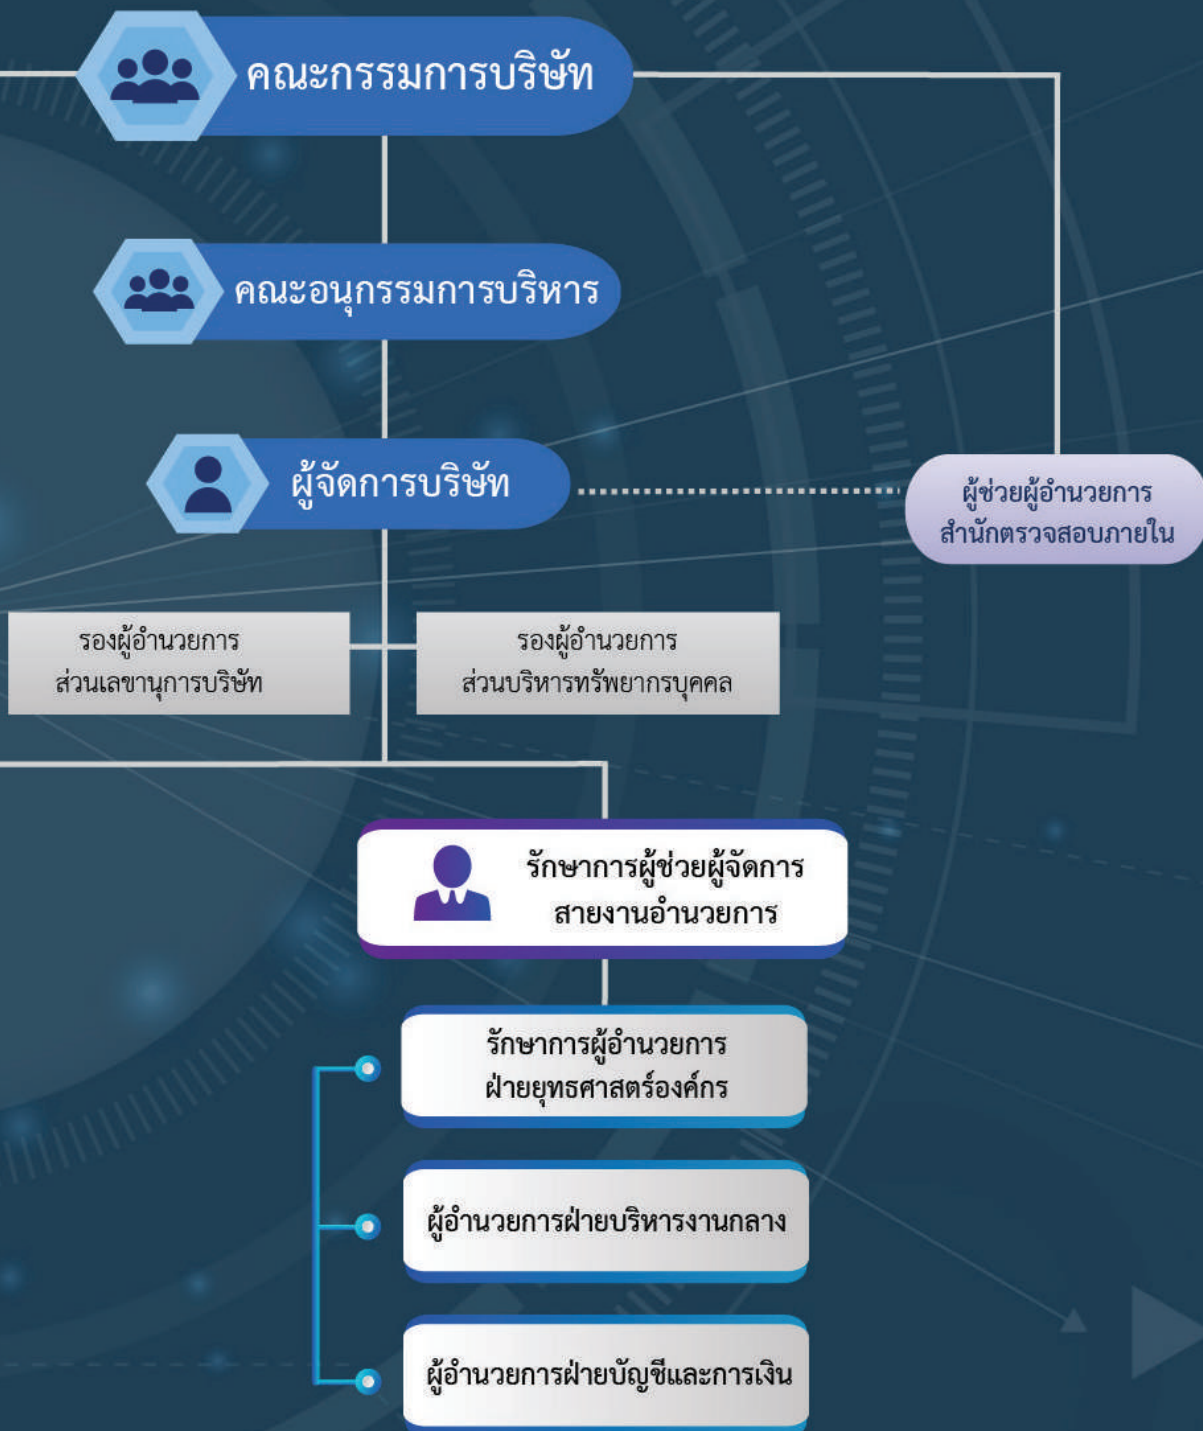 คณะกรรมการบริษัท
คณะอนุกรรมการบริหาร
ผู้จัดการบริษัท
ผู้ช่วยผู้อำนวยการ
สำนักตรวจสอบภายใน
รองผู้อำนวยการ
ส่วนเลขานุการบริษัท
รองผู้อำนวยการ
ส่วนบริหารทรัพยากรบุคคล
รักษาการผู้ช่วยผู้จัดการ
สายงานอำนวยการ
รักษาการผู้อำนวยการ
ฝ่ายยุทธศาสตร์องค์กร
ผู้อำนวยการฝ่ายบริหารงานกลาง
ผู้อำนวยการฝ่ายบัญชีและการเงิน